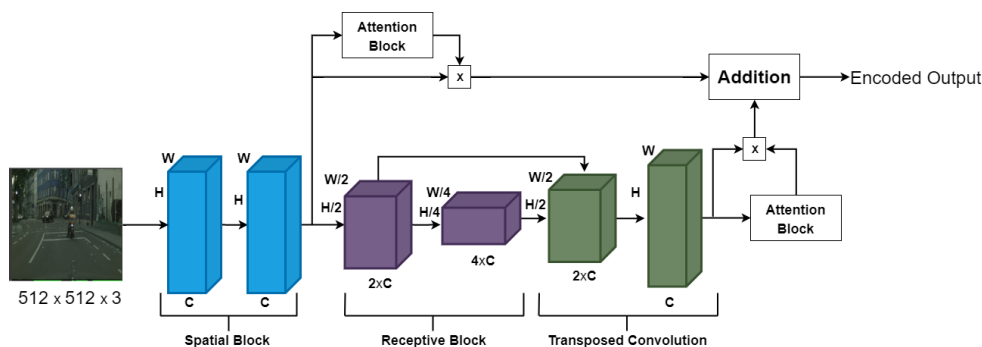 Attention
Block
x
Addition
Encoded Output
W
W
H
H
W/2
H/2
W/4
H/4
W/2
H/2
W
H
x
Attention
Block
512 x 512 x 3
C
C
2xC
4xC
2xC
C
Spatial Block
Receptive Block
Transposed Convolution